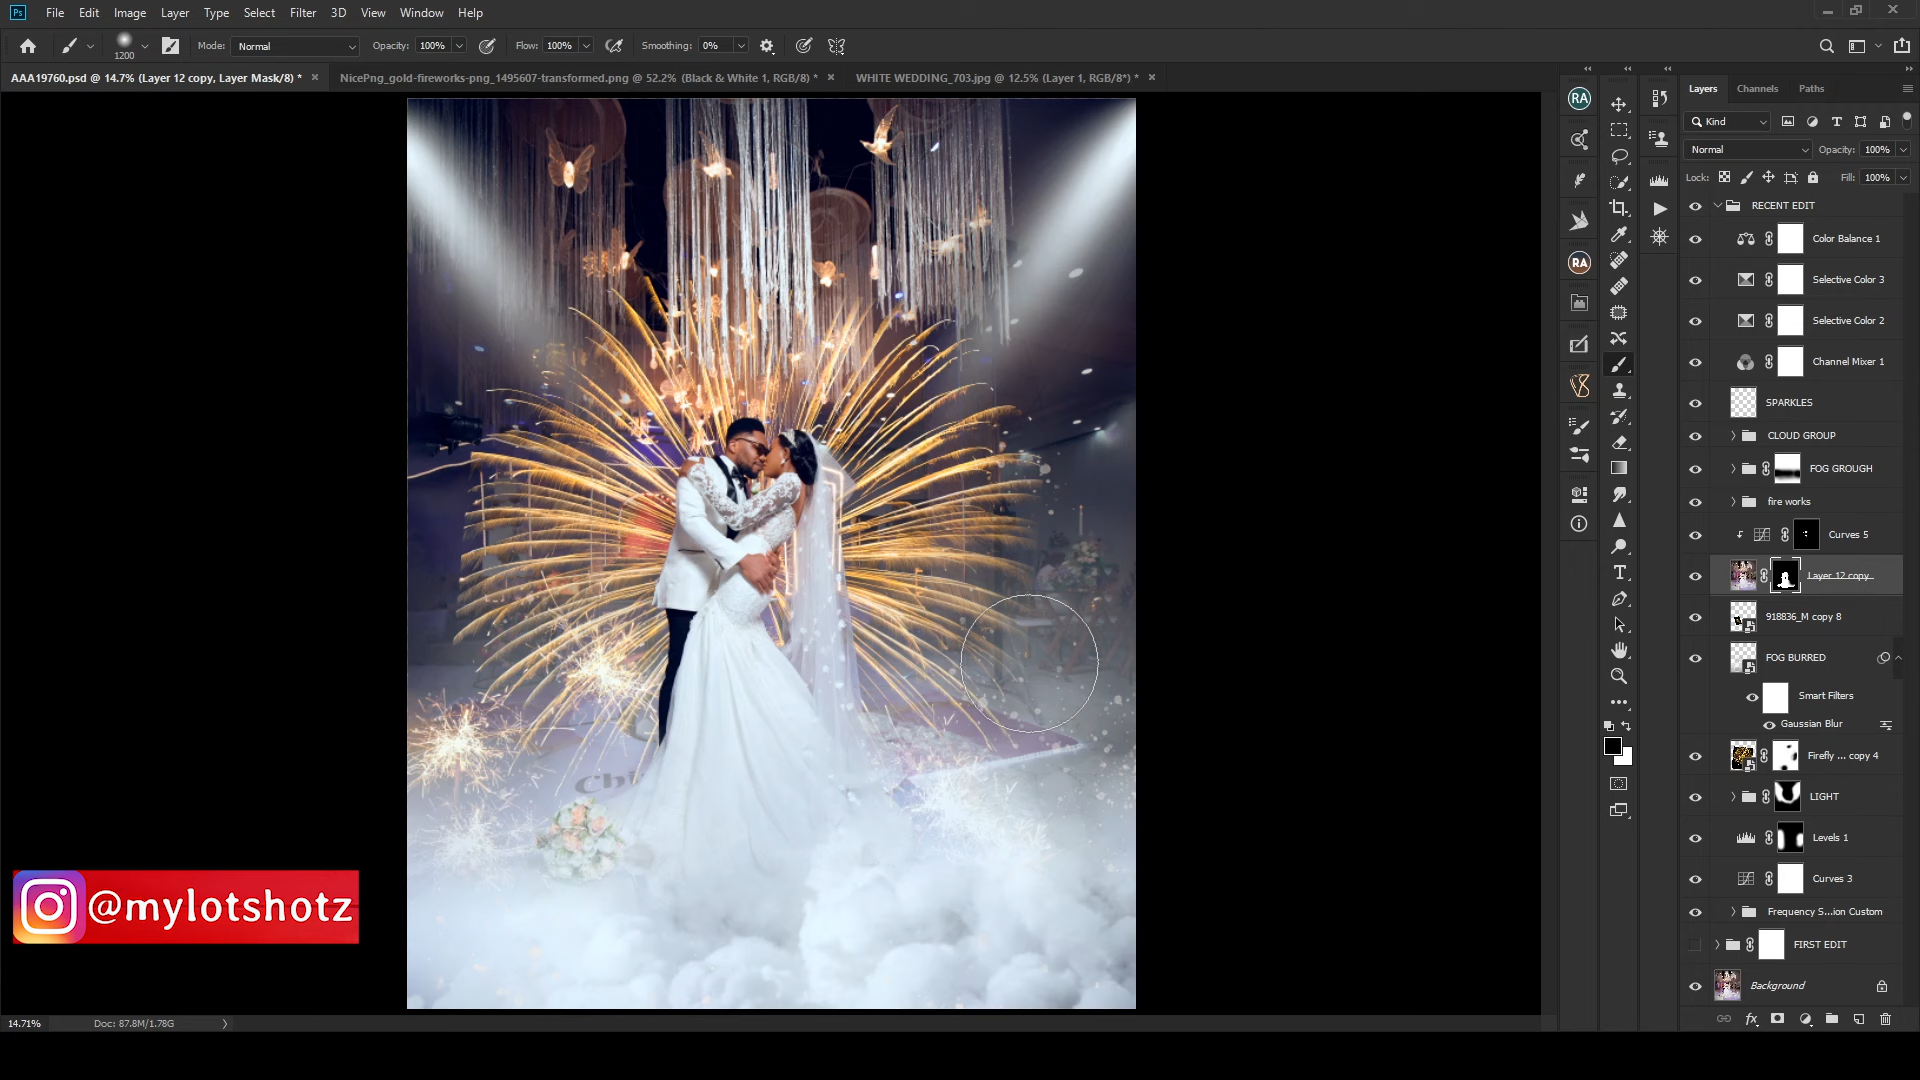 Ps File Edit Image Layer Type Select Filter 3D View Window Help
1200 Mode: Normal Opacity: 100% Flow: 100% Smoothing: 0%
AAA19760.psd @ 14.7% (Layer 12 copy, Layer Mask/8) * × NicePng_gold-fireworks-png_1495607-transformed.png @ 52.2% (Black & White 1, RGB/8) * × WHITE WEDDING_703.jpg @ 12.5% (Layer 1, RGB/8*) * ×
RA
RA
Layers Channels Paths
Kind
Normal Opacity: 100%
Lock: Fill: 100%
RECENT EDIT
Color Balance 1
Selective Color 3
Selective Color 2
Channel Mixer 1
SPARKLES
CLOUD GROUP
FOG GROUGH
fire works
Curves 5
Layer 12 copy
918836_M copy 8
FOG BURRED
Smart Filters
Gaussian Blur
Firefly ... copy 4
LIGHT
Levels 1
Curves 3
Frequency S...ion Custom
FIRST EDIT
Background
fx
Chi
@mylotshotz
14.71% Doc: 87.8M/1.78G